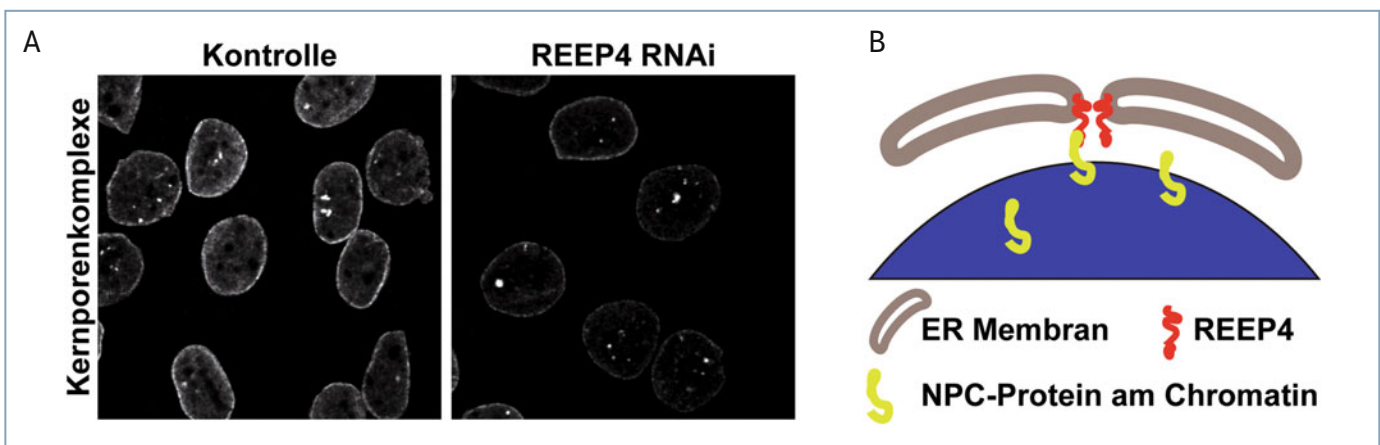 A
Kontrolle
REEP4 RNAi
Kernporenkomplexe
B
ER Membran
REEP4
NPC-Protein am Chromatin